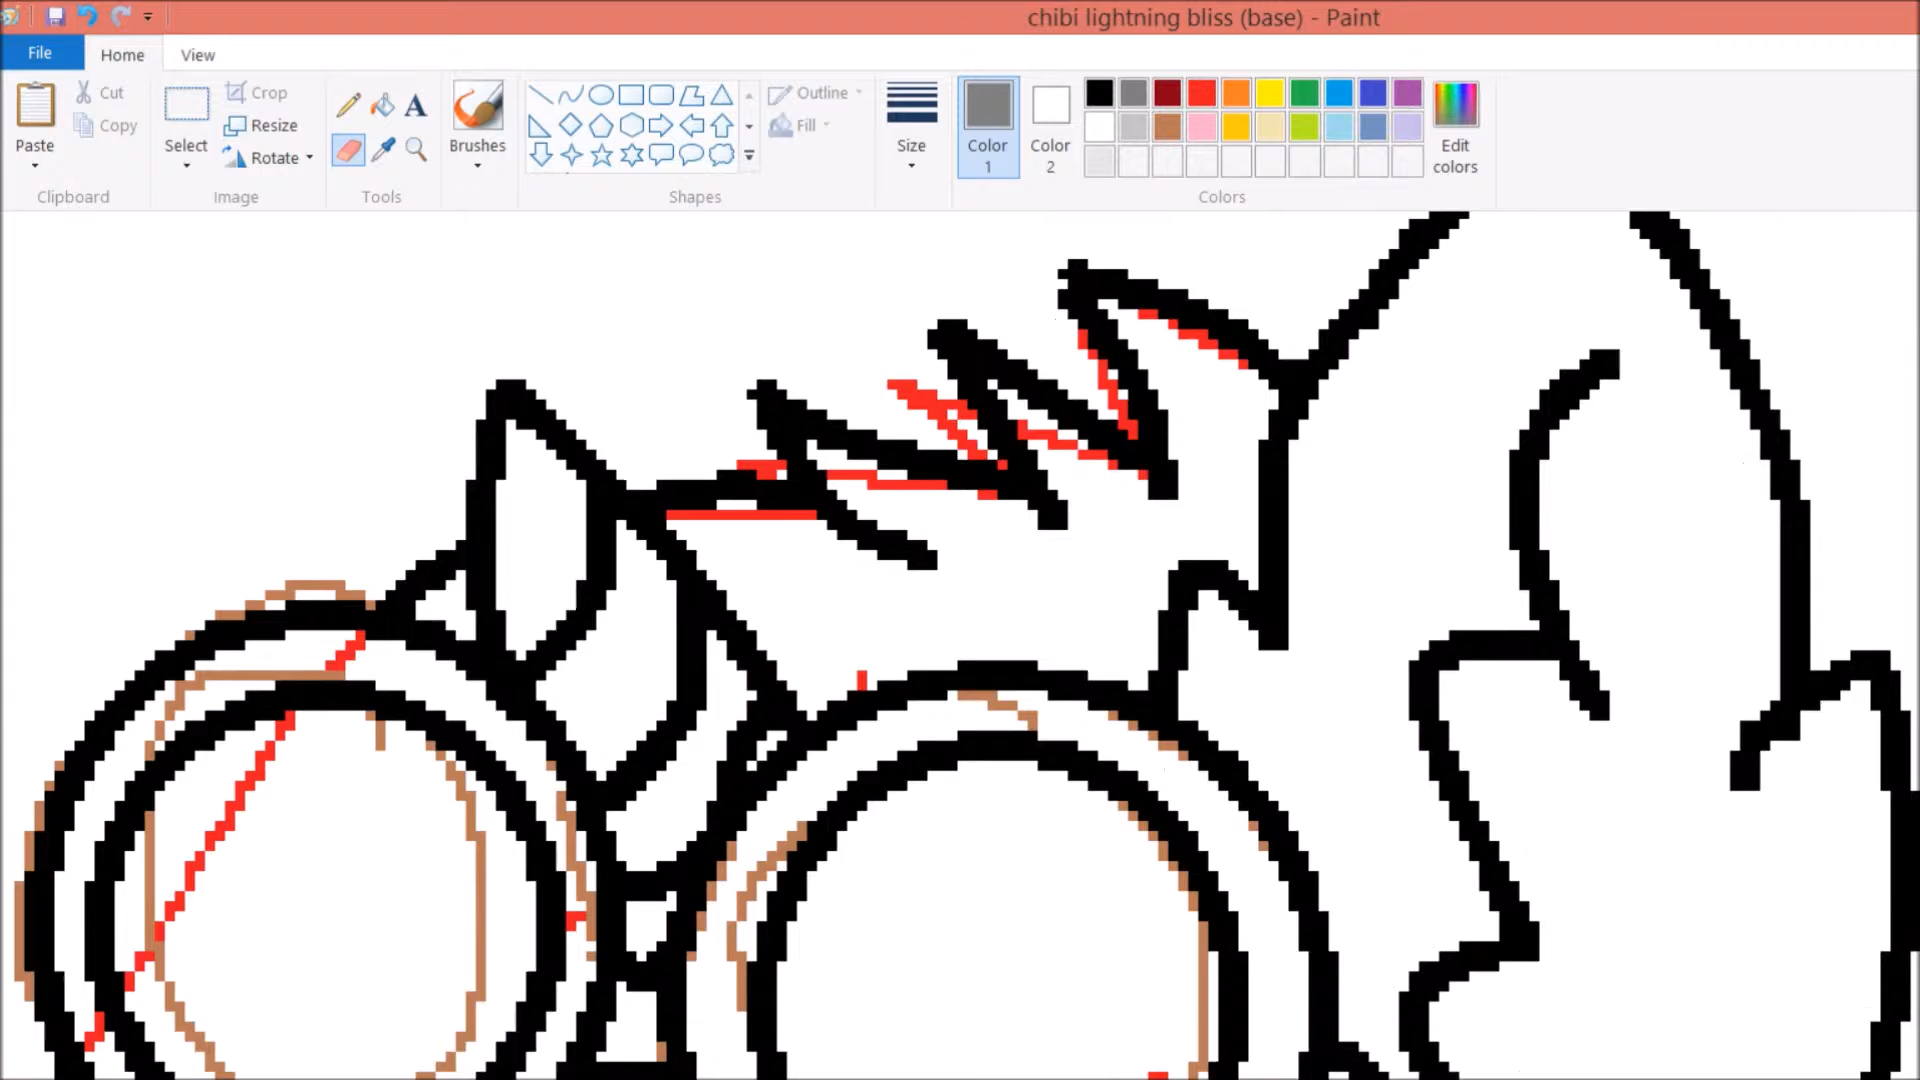 chibi lightning bliss (base) - Paint
File Home View
Paste
Cut
Copy
Clipboard
Select
Crop
Resize
Rotate
Image
A
Tools
Brushes
Shapes
Outline
Fill
Size
Color
1
Color
2
Edit
colors
Colors